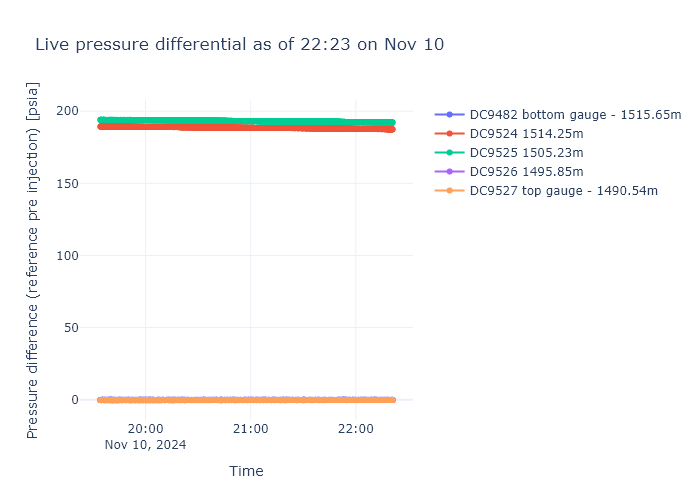 Live pressure differential as of 22:23 on Nov 10
Pressure difference (reference pre injection) [psia]
200
150
100
50
0
20:00
Nov 10, 2024
21:00
22:00
Time
DC9482 bottom gauge - 1515.65m
DC9524 1514.25m
DC9525 1505.23m
DC9526 1495.85m
DC9527 top gauge - 1490.54m